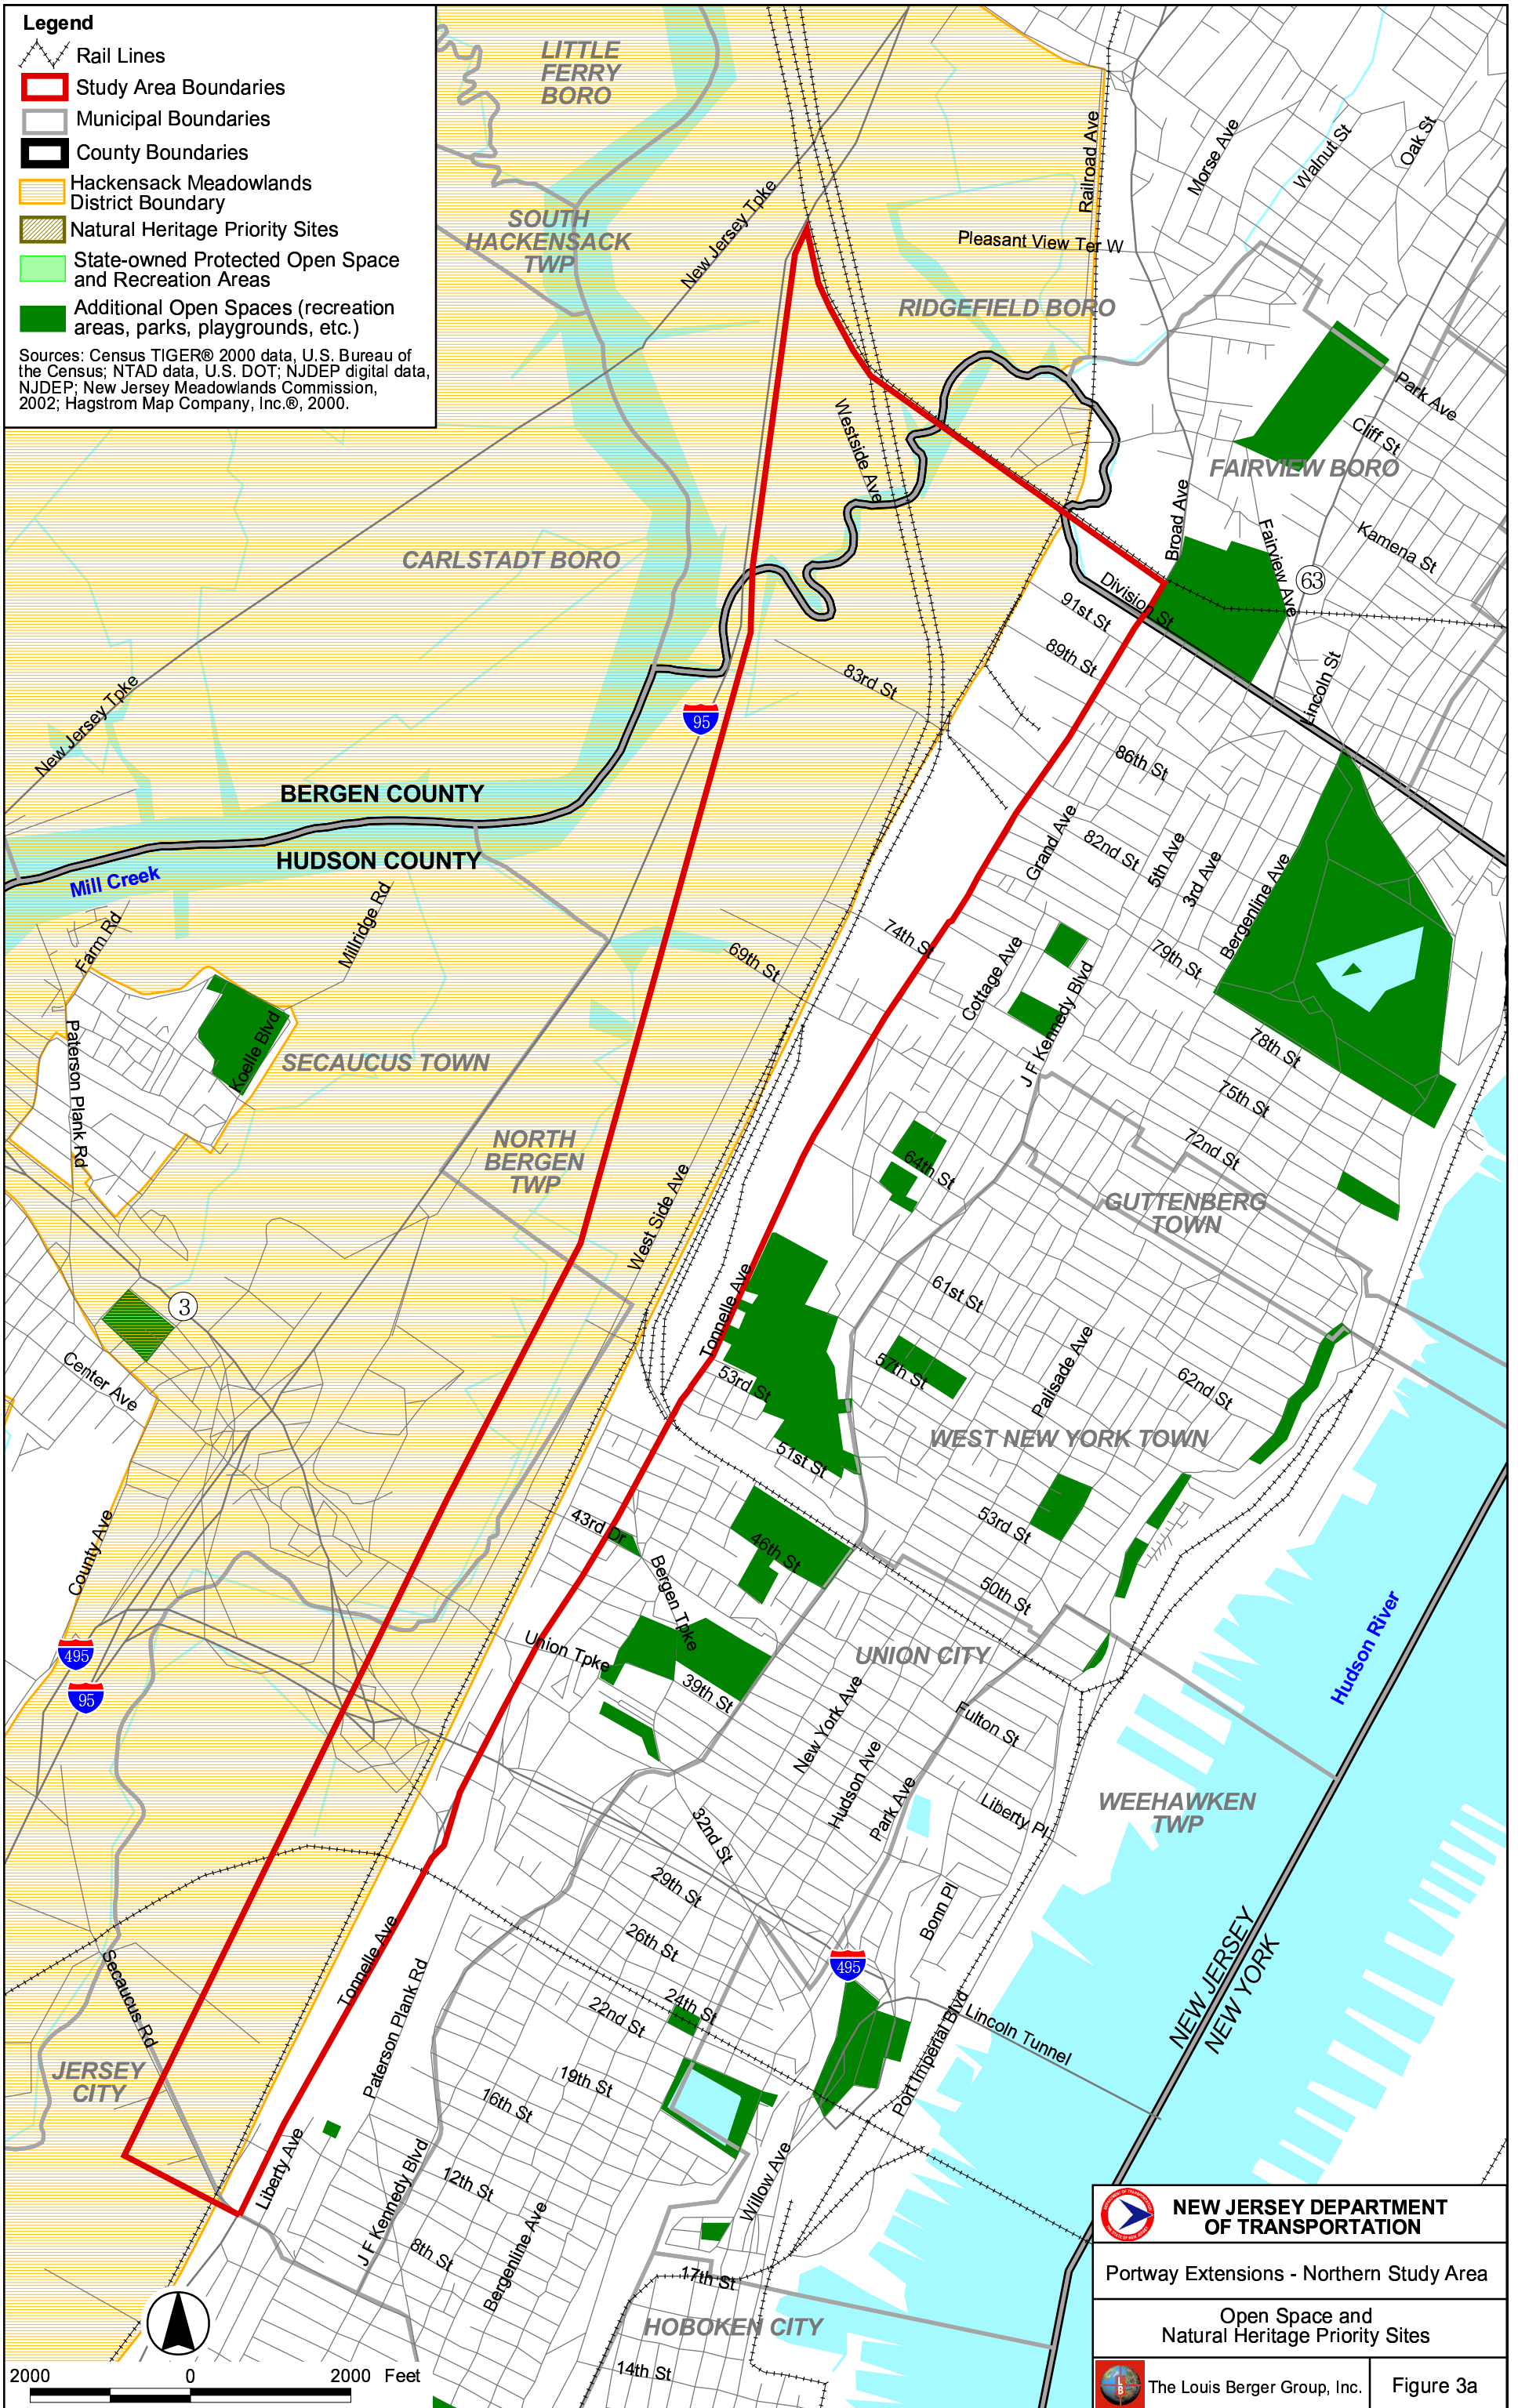 Legend
Rail Lines
Study Area Boundaries
Municipal Boundaries
County Boundaries
Hackensack Meadowlands
District Boundary
Natural Heritage Priority Sites
State-owned Protected Open Space
and Recreation Areas
Additional Open Spaces (recreation
areas, parks, playgrounds, etc.)
Sources: Census TIGER® 2000 data, U.S. Bureau of
the Census; NTAD data, U.S. DOT; NJDEP digital data,
NJDEP; New Jersey Meadowlands Commission,
2002; Hagstrom Map Company, Inc.®, 2000.
LITTLE
FERRY
BORO
SOUTH
HACKENSACK
TWP
New Jersey Tpke
Railroad Ave
Morse Ave
Walnut St
Oak St
Pleasant View Ter W
RIDGEFIELD BORO
Park Ave
Cliff St
FAIRVIEW BORO
Westside Ave
Broad Ave
Fairview Ave
Kamena St
63
CARLSTADT BORO
Division St
91st St
89th St
83rd St
Lincoln St
New Jersey Tpke
95
86th St
BERGEN COUNTY
HUDSON COUNTY
Mill Creek
Grand Ave
82nd St
5th Ave
3rd Ave
Bergenline Ave
Farm Rd
Millridge Rd
74th St
69th St
79th St
Cottage Ave
J F Kennedy Blvd
Paterson Plank Rd
Koelle Blvd
SECAUCUS TOWN
78th St
75th St
72nd St
NORTH
BERGEN
TWP
64th St
West Side Ave
GUTTENBERG
TOWN
3
Tonnelle Ave
61st St
Center Ave
53rd St
57th St
Palisade Ave
62nd St
WEST NEW YORK TOWN
51st St
43rd Dr
46th St
53rd St
County Ave
Bergen Tpke
50th St
Union Tpke
UNION CITY
495
95
39th St
New York Ave
Fulton St
Hudson River
Hudson Ave
Park Ave
Liberty Pl
WEEHAWKEN
TWP
32nd St
29th St
26th St
Bonn Pl
495
Tonnelle Ave
Secaucus Rd
Paterson Plank Rd
24th St
22nd St
Port Imperial Blvd
Lincoln Tunnel
NEW JERSEY
NEW YORK
JERSEY
CITY
19th St
16th St
Liberty Ave
J F Kennedy Blvd
12th St
Willow Ave
8th St
Bergenline Ave
17th St
HOBOKEN CITY
14th St
2000 0 2000 Feet
NEW JERSEY DEPARTMENT
OF TRANSPORTATION
Portway Extensions - Northern Study Area
Open Space and
Natural Heritage Priority Sites
The Louis Berger Group, Inc.
Figure 3a